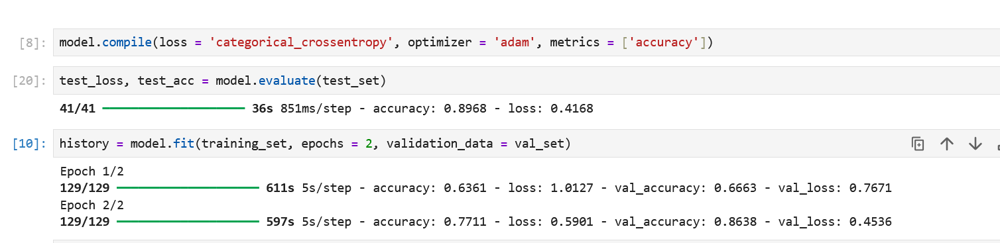 [8]: model.compile(loss = 'categorical_crossentropy', optimizer = 'adam', metrics = ['accuracy'])
[20]: test_loss, test_acc = model.evaluate(test_set)
41/41 36s 851ms/step - accuracy: 0.8968 - loss: 0.4168
[10]: history = model.fit(training_set, epochs = 2, validation_data = val_set)
Epoch 1/2
129/129 611s 5s/step - accuracy: 0.6361 - loss: 1.0127 - val_accuracy: 0.6663 - val_loss: 0.7671
Epoch 2/2
129/129 597s 5s/step - accuracy: 0.7711 - loss: 0.5901 - val_accuracy: 0.8638 - val_loss: 0.4536